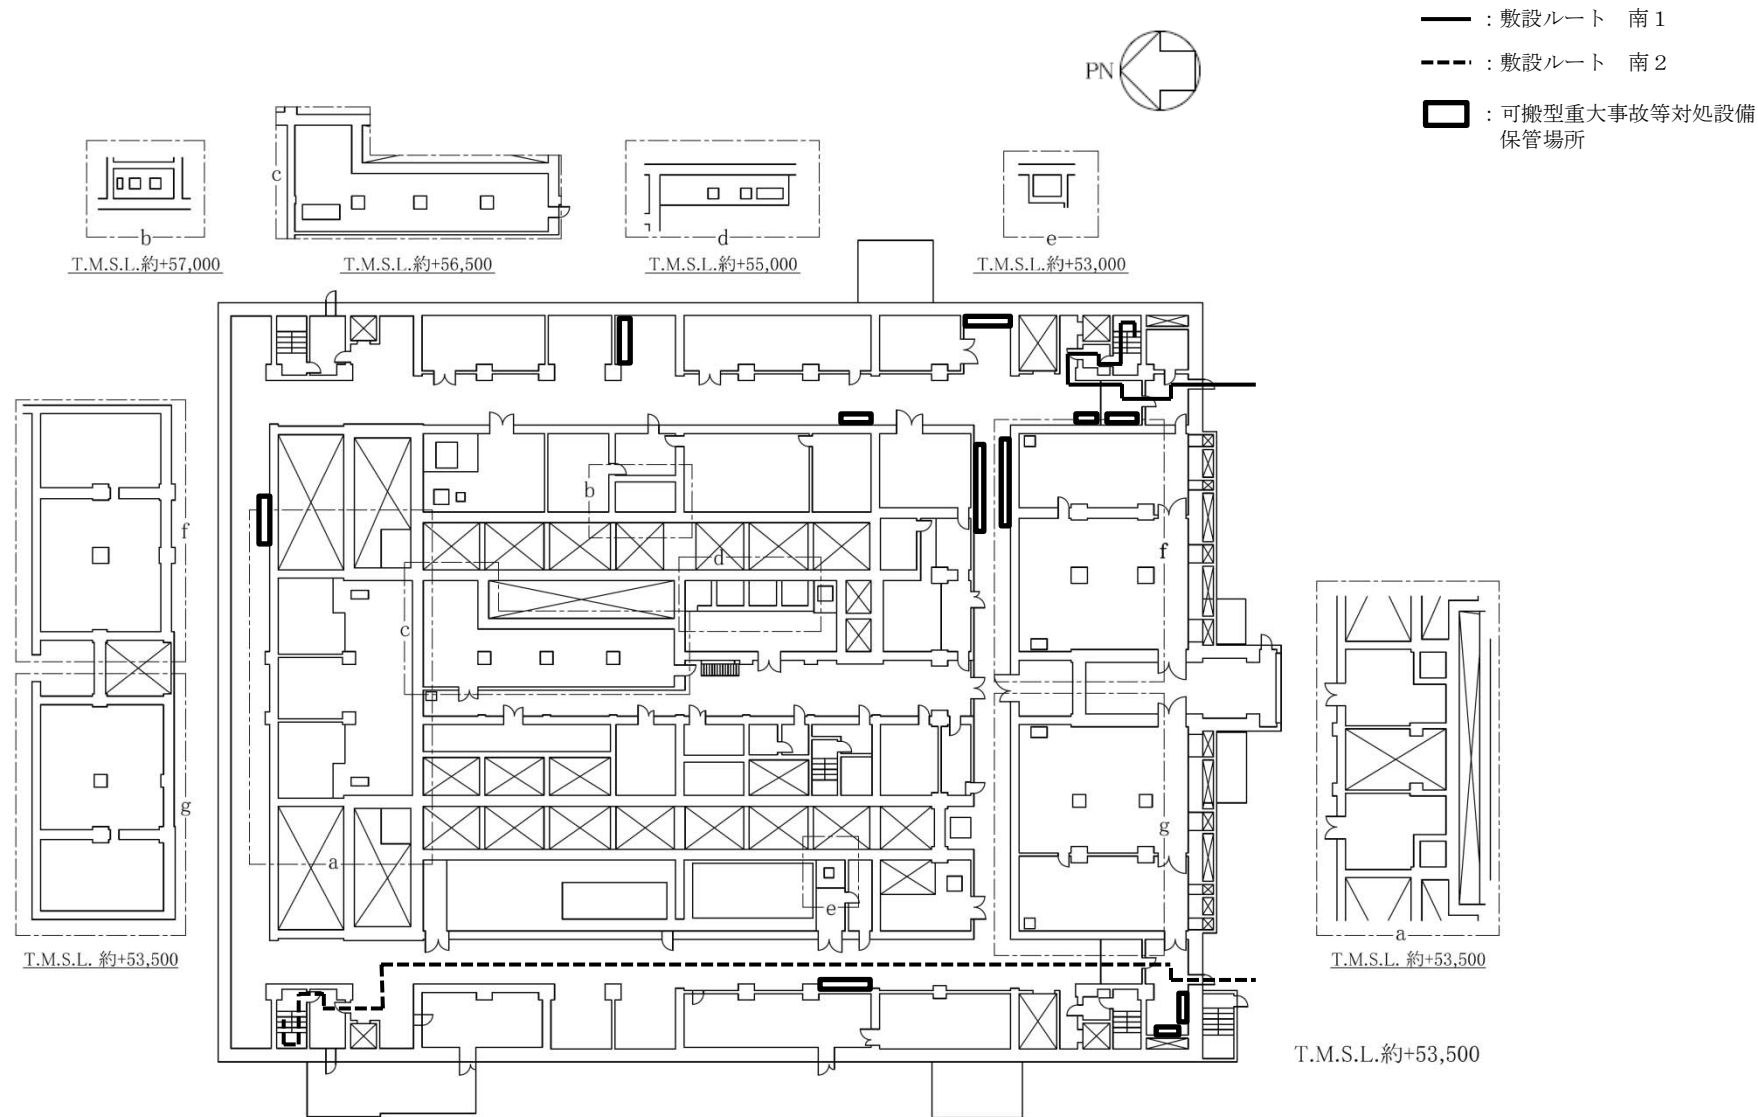 ：敷設ルート　南１
：敷設ルート　南２
：可搬型重大事故等対処設備
保管場所
PN
b
T.M.S.L.約+57,000
c
T.M.S.L.約+56,500
d
T.M.S.L.約+55,000
e
T.M.S.L.約+53,000
f
g
T.M.S.L. 約+53,500
b
d
c
a
e
f
g
a
T.M.S.L. 約+53,500
T.M.S.L.約+53,500